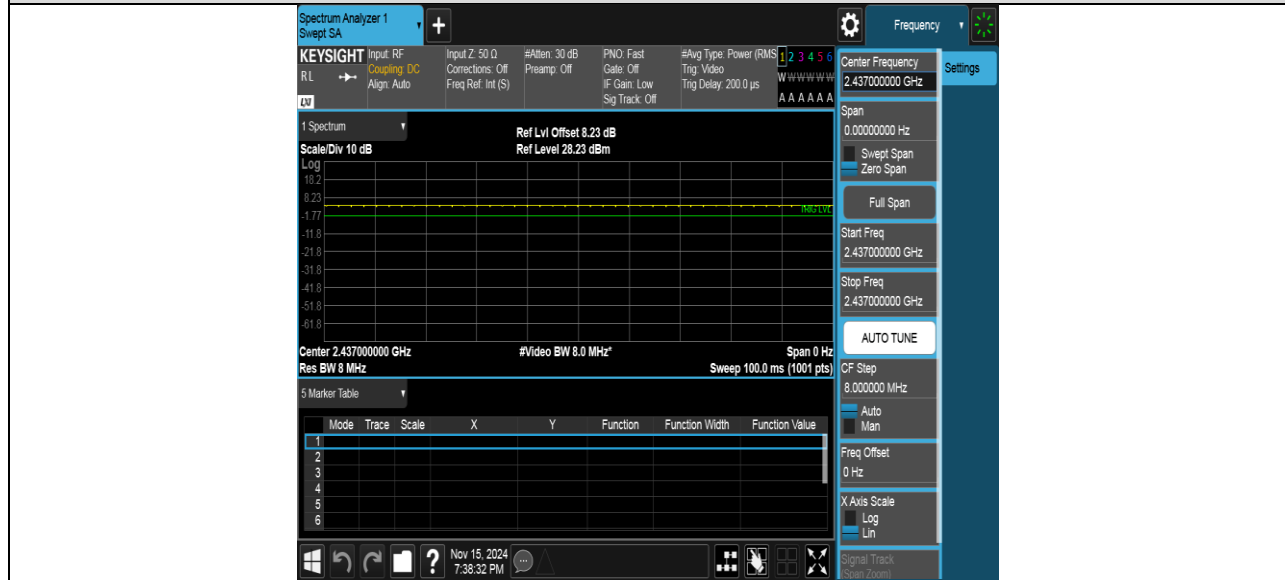 Spectrum Analyzer 1
Swept SA
+
Frequency
KEYSIGHT
RL
LXI
Input: RF
Coupling: DC
Align: Auto
Input Z: 50 Ω
Corrections: Off
Freq Ref: Int (S)
#Atten: 30 dB
Preamp: Off
PNO: Fast
Gate: Off
IF Gain: Low
Sig Track: Off
#Avg Type: Power (RMS
Trig: Video
Trig Delay: 200.0 µs
1 2 3 4 5 6
W W W W W W
A A A A A A
1 Spectrum
Scale/Div 10 dB
Ref Lvl Offset 8.23 dB
Ref Level 28.23 dBm
Log
18.2
8.23
-1.77
-11.8
-21.8
-31.8
-41.8
-51.8
-61.8
TRIG LVL
Center 2.437000000 GHz
#Video BW 8.0 MHz*
Span 0 Hz
Res BW 8 MHz
Sweep 100.0 ms (1001 pts)
5 Marker Table
Mode Trace Scale X Y Function Function Width Function Value
1
2
3
4
5
6
Center Frequency
2.437000000 GHz
Settings
Span
0.00000000 Hz
Swept Span
Zero Span
Full Span
Start Freq
2.437000000 GHz
Stop Freq
2.437000000 GHz
AUTO TUNE
CF Step
8.000000 MHz
Auto
Man
Freq Offset
0 Hz
X Axis Scale
Log
Lin
Signal Track
(Span Zoom)
?
Nov 15, 2024
7:38:32 PM